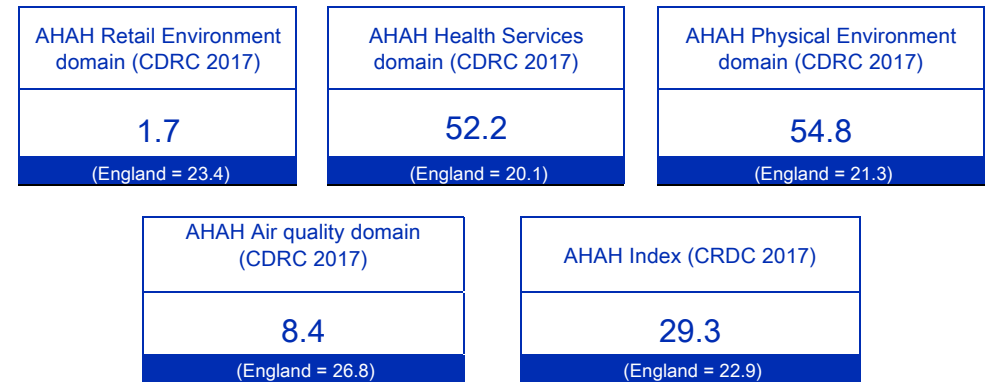 AHAH Retail Environment
domain (CDRC 2017)
1.7
(England = 23.4)
AHAH Health Services
domain (CDRC 2017)
52.2
(England = 20.1)
AHAH Physical Environment
domain (CDRC 2017)
54.8
(England = 21.3)
AHAH Air quality domain
(CDRC 2017)
8.4
(England = 26.8)
AHAH Index (CRDC 2017)
29.3
(England = 22.9)